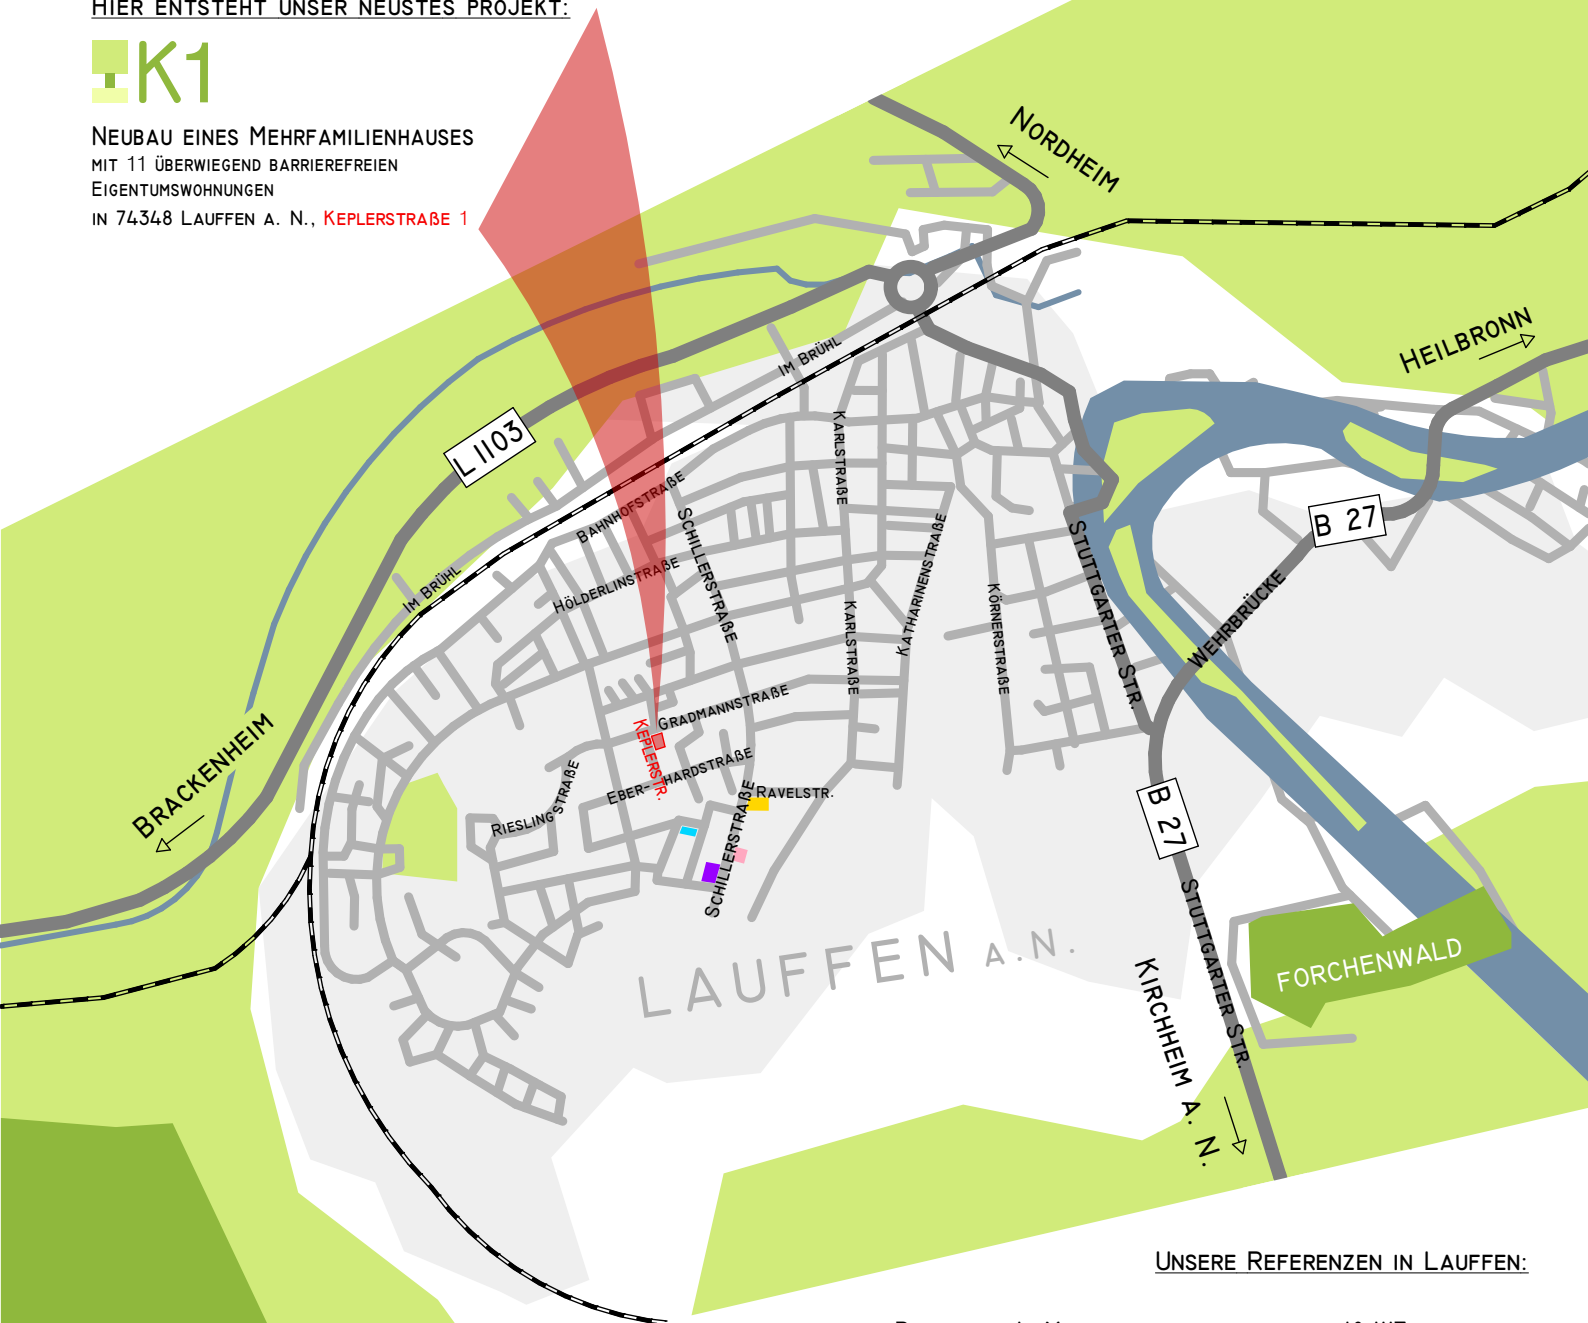 HIER ENTSTEHT UNSER NEUSTES PROJEKT:
K1
NEUBAU EINES MEHRFAMILIENHAUSES
MIT 11 ÜBERWIEGEND BARRIEREFREIEN
EIGENTUMSWOHNUNGEN
IN 74348 LAUFFEN A. N., KEPLERSTRAßE 1
NORDHEIM
HEILBRONN
IM BRÜHL
L 1103
BAHNHOFSTRAßE
SCHILLERSTRAßE
KARLSTRAßE
KATHARINENSTRAßE
B 27
STUTTGARTER STR.
HÖLDERLINSTRAßE
IM BRÜHL
KÖRNERSTRAßE
KARLSTRAßE
WEHRBRÜCKE
BRACKENHEIM
GRADMANNSTRAßE
KEPLERSTR.
EBER-HARDSTRAßE
RIESLINGSTRAßE
RAVELSTR.
SCHILLERSTRAßE
B 27
STUTTGARTER STR.
LAUFFEN A.N.
FORCHENWALD
KIRCHHEIM A. N.
UNSERE REFERENZEN IN LAUFFEN: